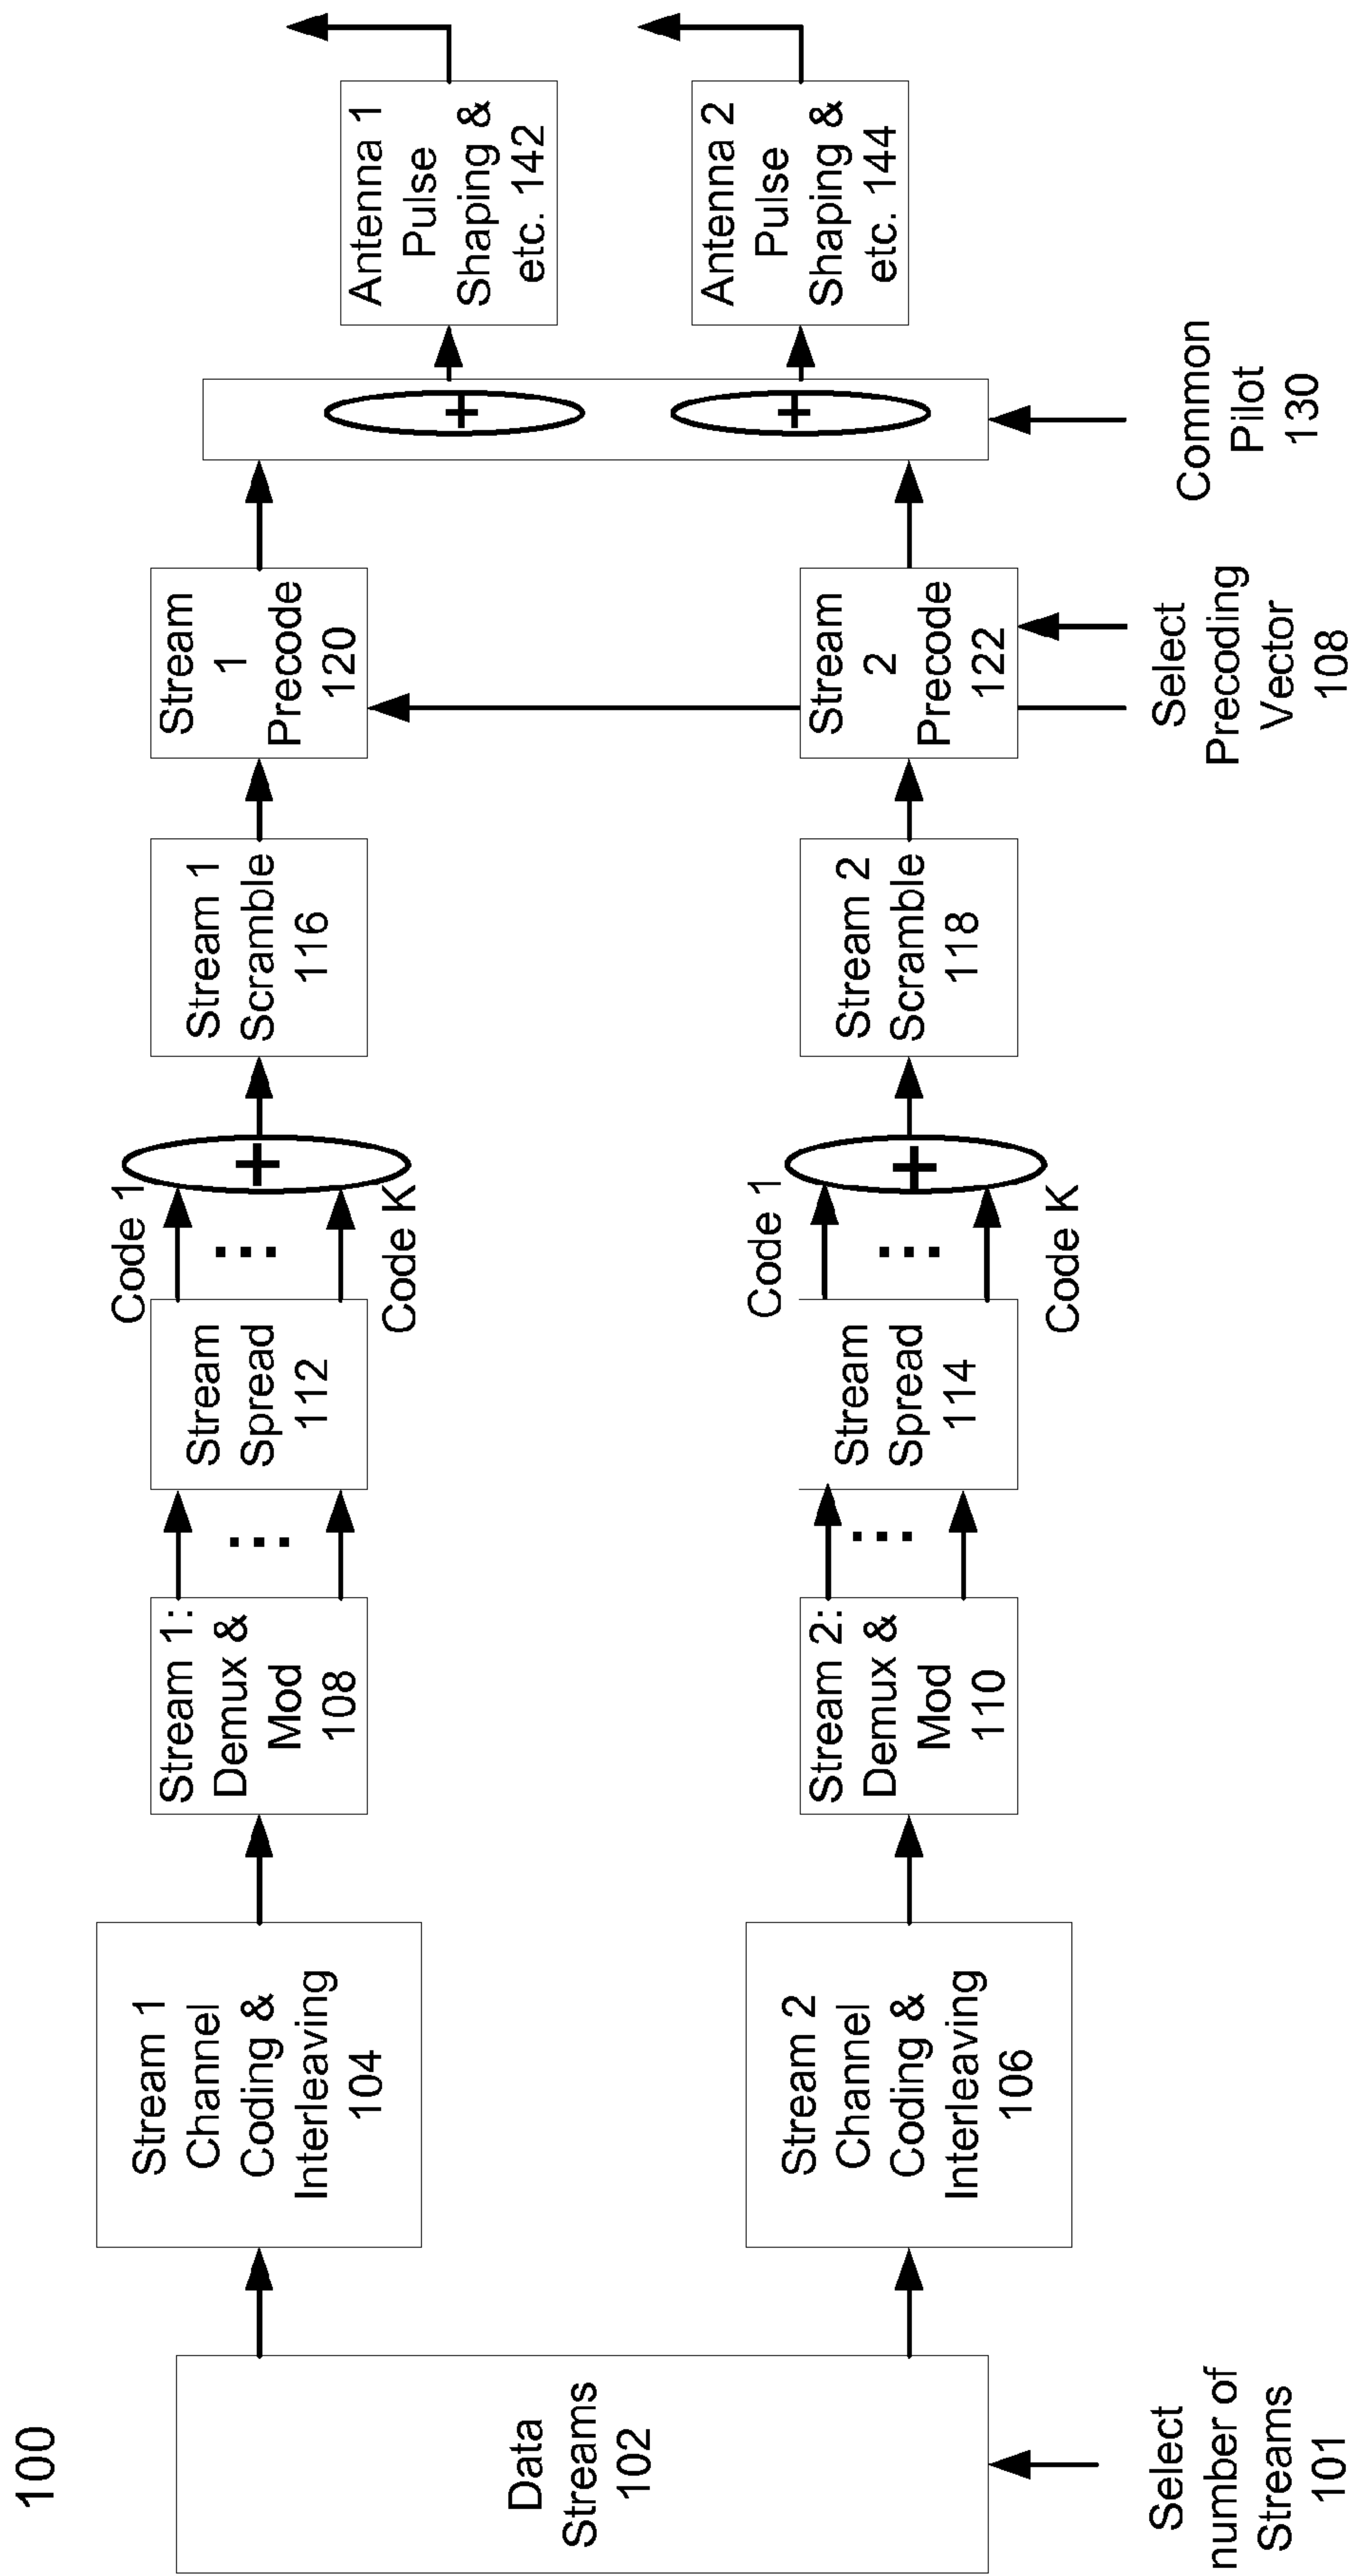 100
Data
Streams
102
Select
number of
Streams
101
Stream 1
Channel
Coding &
Interleaving
104
Stream 2
Channel
Coding &
Interleaving
106
Stream 1:
Demux &
Mod
108
Stream 2:
Demux &
Mod
110
...
...
Stream
Spread
112
Stream
Spread
114
Code 1
...
Code K
Code 1
...
Code K
+
+
Stream 1
Scramble
116
Stream 2
Scramble
118
Stream
1
Precode
120
Stream
2
Precode
122
Select
Precoding
Vector
108
+
+
Common
Pilot
130
Antenna 1
Pulse
Shaping &
etc. 142
Antenna 2
Pulse
Shaping &
etc. 144